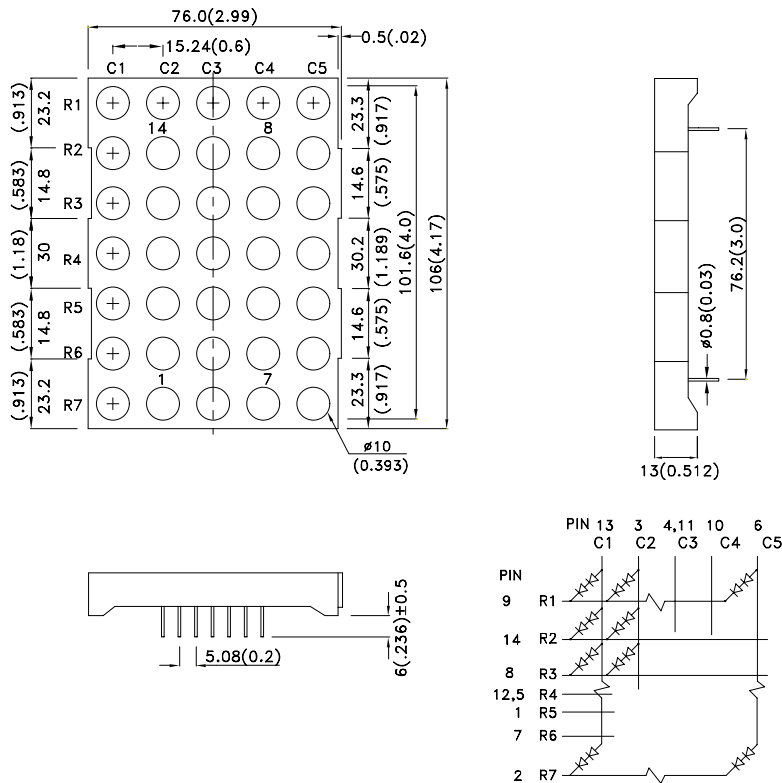 76.0(2.99)
15.24(0.6)
0.5(.02)
C1 C2 C3 C4 C5
R1
14 8
R2
R3
R4
R5
R6
1 7
R7
23.2
(.913)
14.8
(.583)
30
(1.18)
14.8
(.583)
23.2
(.913)
23.3
(.917)
14.6
(.575)
30.2
(1.189)
14.6
(.575)
23.3
(.917)
101.6(4.0)
106(4.17)
ø10
(0.393)
76.2(3.0)
ø0.8(0.03)
13(0.512)
5.08(0.2)
6(.236)±0.5
PIN 13 3 4,11 10 6
C1 C2 C3 C4 C5
PIN
9 R1
14 R2
8 R3
12,5 R4
1 R5
7 R6
2 R7